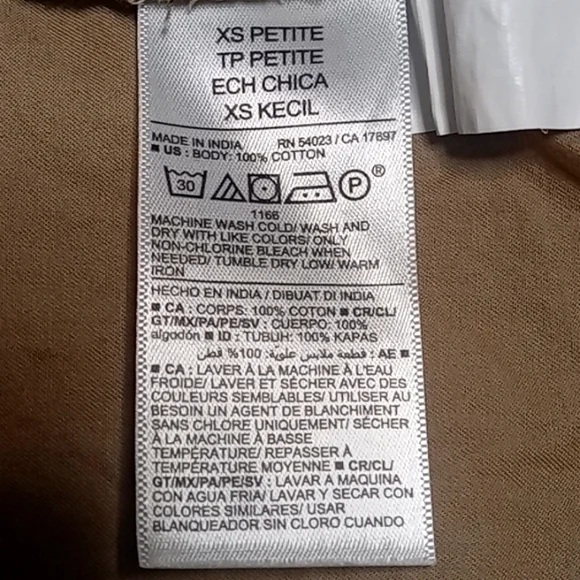 XS PETITE
TP PETITE
ECH CHICA
XS KECIL
MADE IN INDIA RN 54023 / CA 17897
■ US : BODY: 100% COTTON
30 P ®
1166
MACHINE WASH COLD/ WASH AND
DRY WITH LIKE COLORS/ ONLY
NON-CHLORINE BLEACH WHEN
NEEDED/ TUMBLE DRY LOW/ WARM
IRON
HECHO EN INDIA / DIBUAT DI INDIA
■ CA : CORPS: 100% COTON ■ CR/CL/
GT/MX/PA/PE/SV : CUERPO: 100%
algodón ■ ID : TUBUH: 100% KAPAS
■ AE : قطعة ملابس علوية: 100% قطن
■ CA : LAVER À LA MACHINE À L'EAU
FROIDE/ LAVER ET SÉCHER AVEC DES
COULEURS SEMBLABLES/ UTILISER AU
BESOIN UN AGENT DE BLANCHIMENT
SANS CHLORE UNIQUEMENT/ SÉCHER
À LA MACHINE À BASSE
TEMPÉRATURE/ REPASSER À
TEMPÉRATURE MOYENNE ■ CR/CL/
GT/MX/PA/PE/SV : LAVAR A MAQUINA
CON AGUA FRIA/ LAVAR Y SECAR CON
COLORES SIMILARES/ USAR
BLANQUEADOR SIN CLORO CUANDO